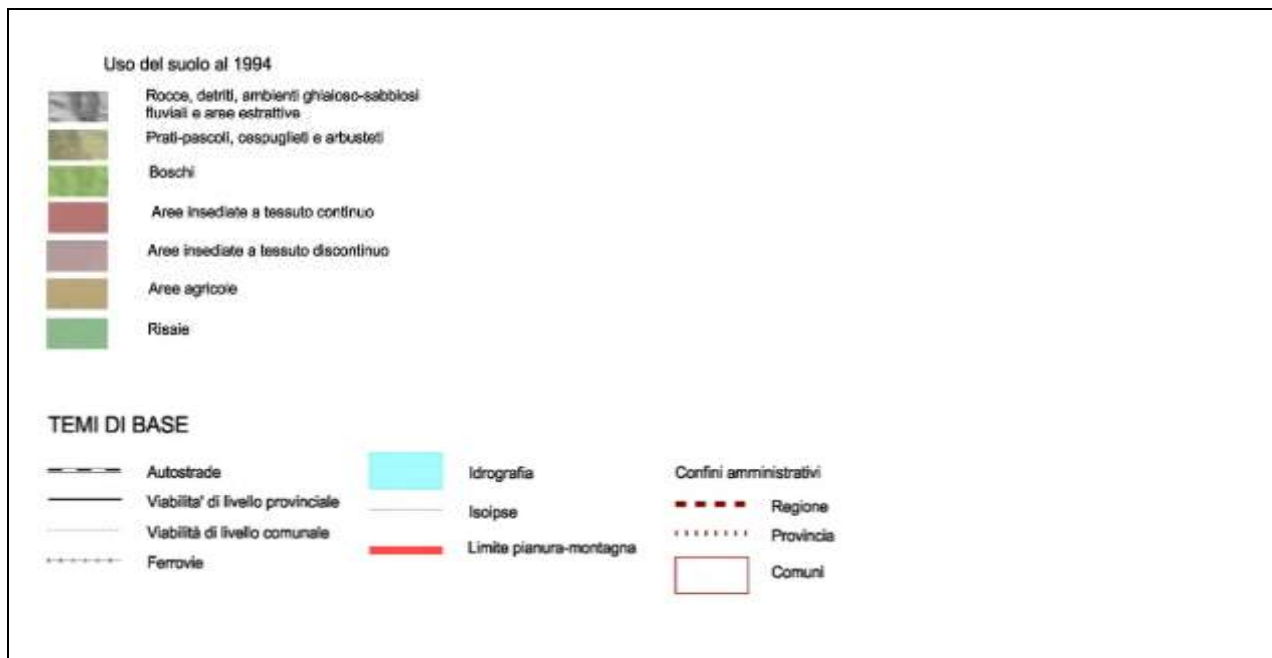 Uso del suolo al 1994
Rocce, detriti, ambienti ghiaioso-sabbiosi
fluviali e aree estrattive
Prati-pascoli, cespuglieti e arbusteti
Boschi
Aree insediate a tessuto continuo
Aree insediate a tessuto discontinuo
Aree agricole
Risaie
TEMI DI BASE
Autostrade
Viabilita' di livello provinciale
Viabilità di livello comunale
Ferrovie
Idrografia
Isoipse
Limite pianura-montagna
Confini amministrativi
Regione
Provincia
Comuni